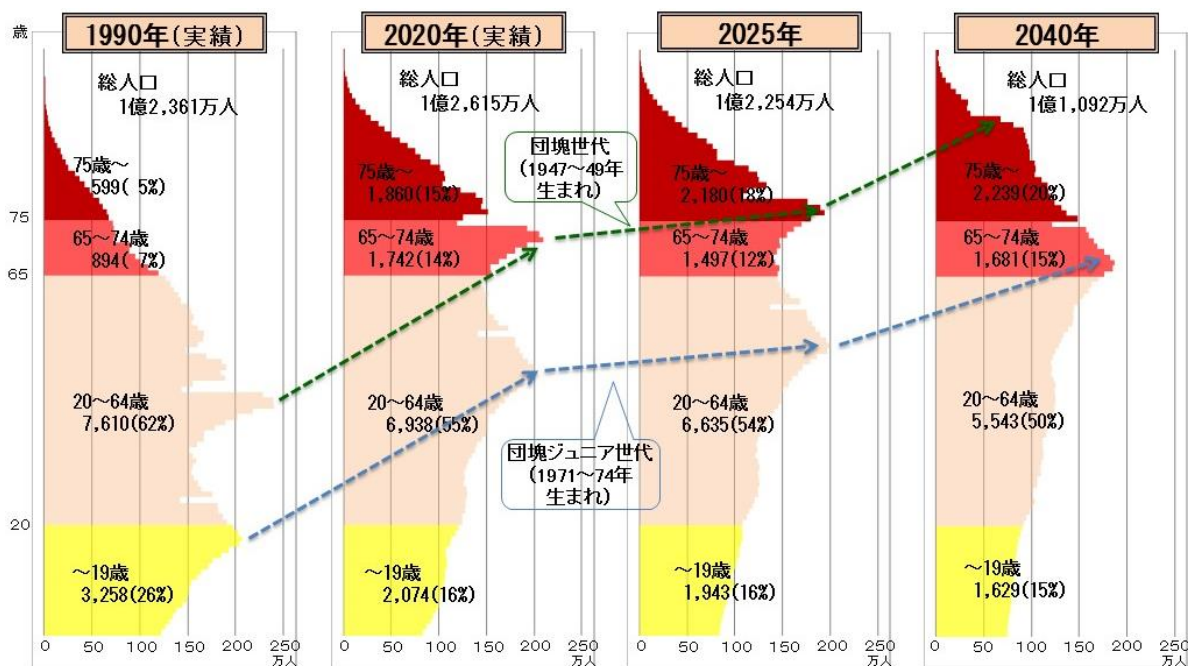 歳
1990年(実績)
総人口
1億2,361万人
75歳~
599( 5%)
65~74歳
894( 7%)
20~64歳
7,610(62%)
~19歳
3,258(26%)
75
65
20
0 50 100 150 200 250
万人
2020年(実績)
総人口
1億2,615万人
75歳~
1,860(15%)
65~74歳
1,742(14%)
20~64歳
6,938(55%)
~19歳
2,074(16%)
0 50 100 150 200 250
万人
団塊世代
(1947~49年
生まれ)
団塊ジュニア世代
(1971~74年
生まれ)
2025年
総人口
1億2,254万人
75歳~
2,180(18%)
65~74歳
1,497(12%)
20~64歳
6,635(54%)
~19歳
1,943(16%)
0 50 100 150 200 250
万人
2040年
総人口
1億1,092万人
75歳~
2,239(20%)
65~74歳
1,681(15%)
20~64歳
5,543(50%)
~19歳
1,629(15%)
0 50 100 150 200 250
万人